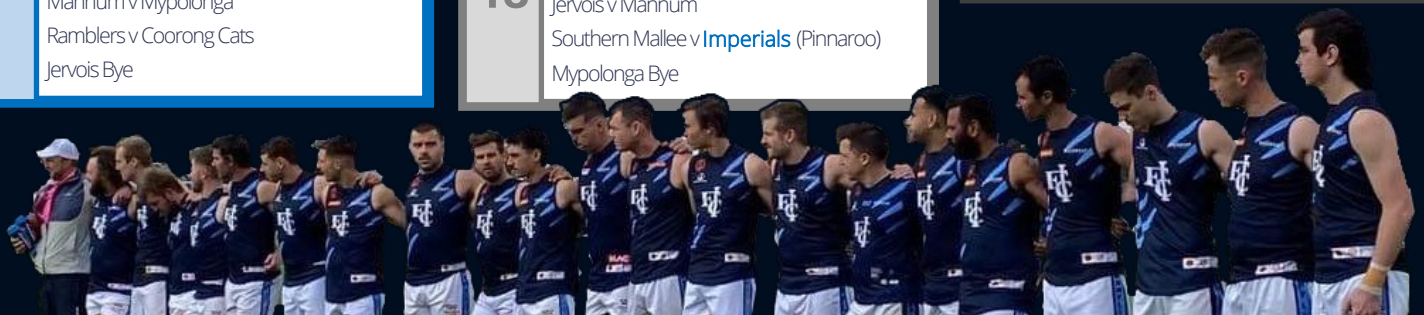 Mannum v Mypolonga
Ramblers v Coorong Cats
Jervois Bye
Jervois v Mannum
Southern Mallee v Imperials (Pinnaroo)
Mypolonga Bye